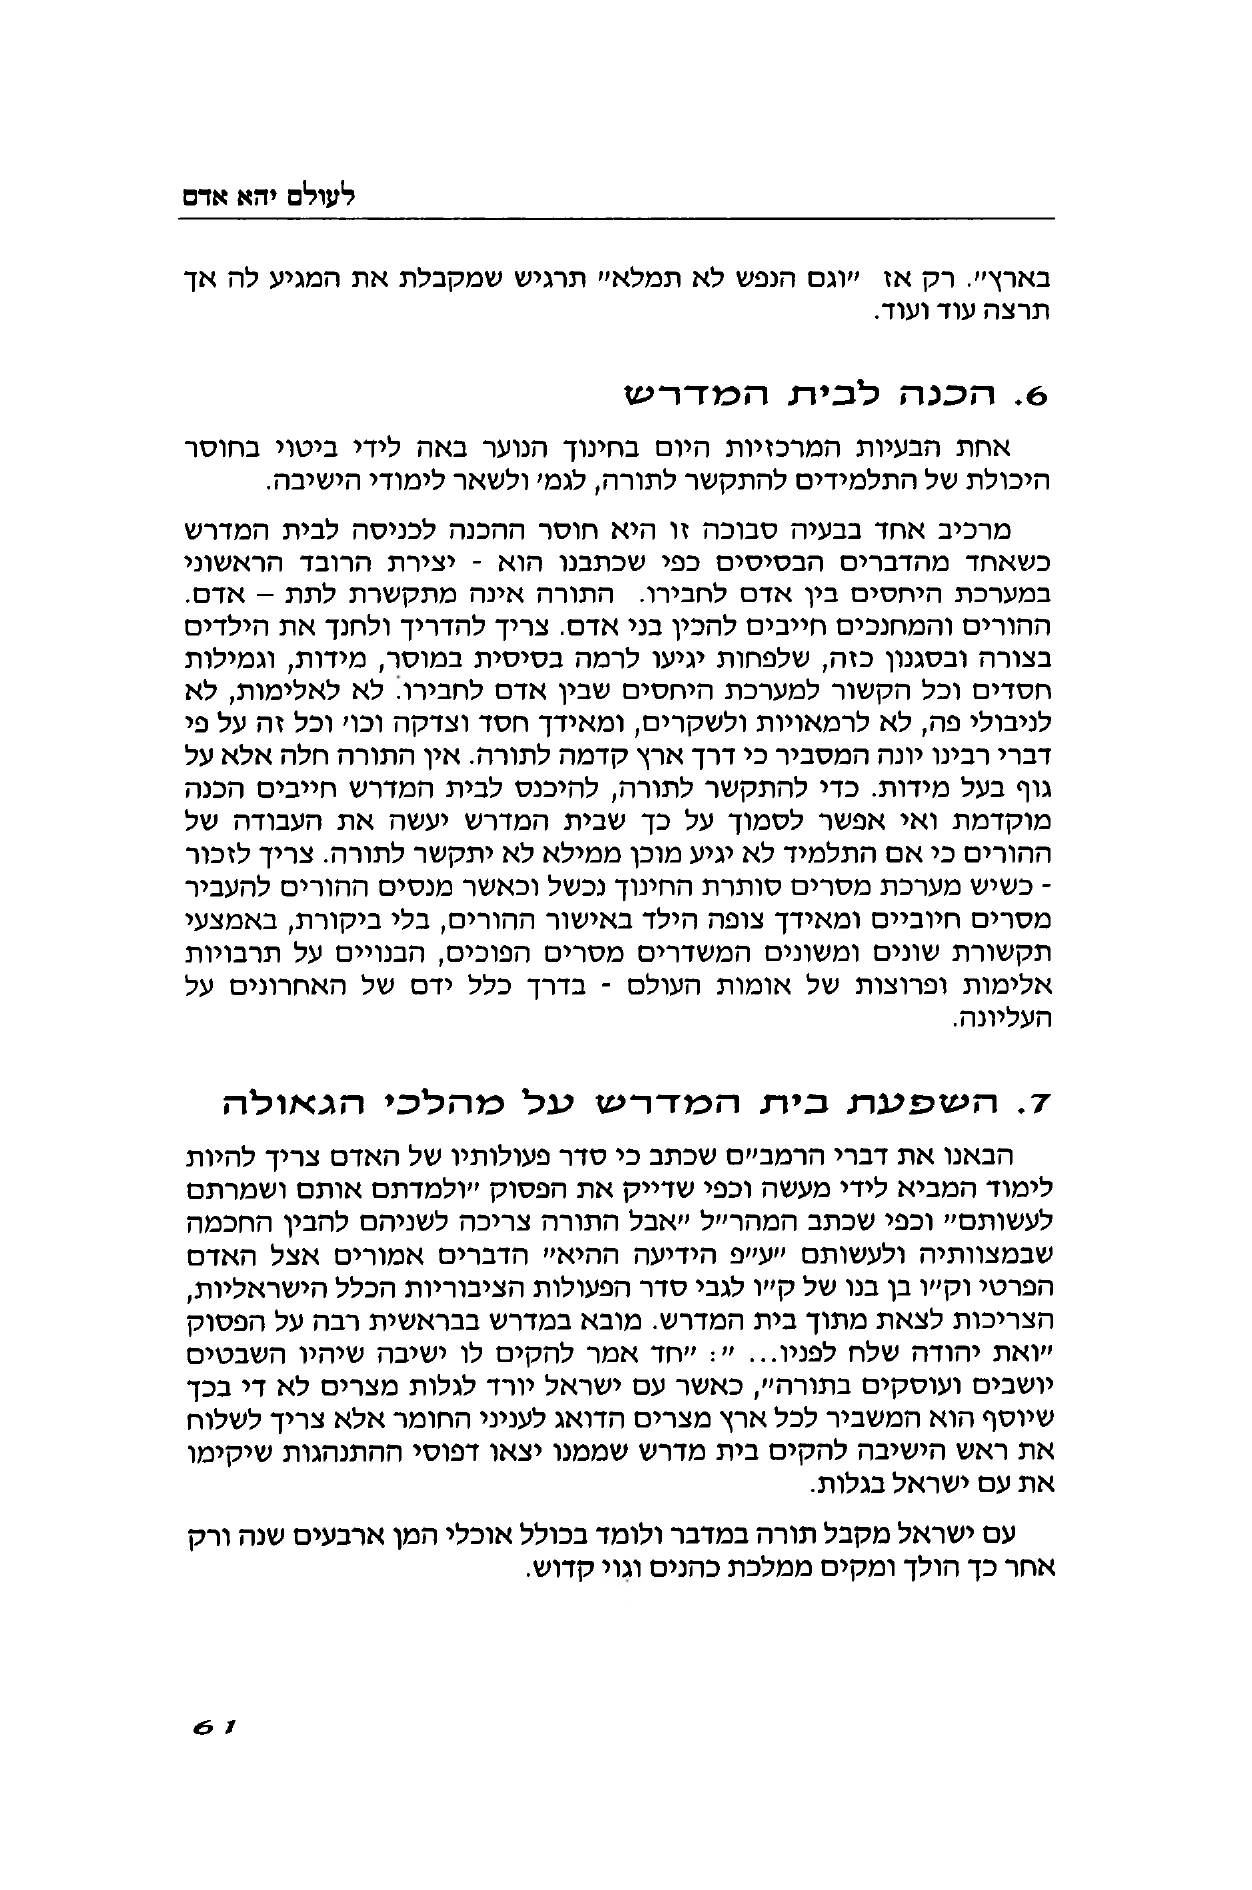 לעולם יהא אדם
בארץ". רק אז "וגם הנפש לא תמלא" תרגיש שמקבלת את המגיע לה אך
תרצה עוד ועוד.
6. הכנה לבית המדרש
אחת הבעיות המרכזיות היום בחינוך הנוער באה לידי ביטוי בחוסר
היכולת של התלמידים להתקשר לתורה, לגמ' ולשאר לימודי הישיבה.
מרכיב אחד בבעיה סבוכה זו היא חוסר ההכנה לכניסה לבית המדרש
כשאחד מהדברים הבסיסים כפי שכתבנו הוא - יצירת הרובד הראשוני
במערכת היחסים בין אדם לחבירו. התורה אינה מתקשרת לתת – אדם.
ההורים והמחנכים חייבים להכין בני אדם. צריך להדריך ולחנך את הילדים
בצורה ובסגנון כזה, שלפחות יגיעו לרמה בסיסית במוסר, מידות, וגמילות
חסדים וכל הקשור למערכת היחסים שבין אדם לחבירו. לא לאלימות, לא
לניבולי פה, לא לרמאויות ולשקרים, ומאידך חסד וצדקה וכו' וכל זה על פי
דברי רבינו יונה המסביר כי דרך ארץ קדמה לתורה. אין התורה חלה אלא על
גוף בעל מידות. כדי להתקשר לתורה, להיכנס לבית המדרש חייבים הכנה
מוקדמת ואי אפשר לסמוך על כך שבית המדרש יעשה את העבודה של
ההורים כי אם התלמיד לא יגיע מוכן ממילא לא יתקשר לתורה. צריך לזכור
- כשיש מערכת מסרים סותרת החינוך נכשל וכאשר מנסים ההורים להעביר
מסרים חיוביים ומאידך צופה הילד באישור ההורים, בלי ביקורת, באמצעי
תקשורת שונים ומשונים המשדרים מסרים הפוכים, הבנויים על תרבויות
אלימות ופרוצות של אומות העולם - בדרך כלל ידם של האחרונים על
העליונה.
7. השפעת בית המדרש על מהלכי הגאולה
הבאנו את דברי הרמב"ם שכתב כי סדר פעולותיו של האדם צריך להיות
לימוד המביא לידי מעשה וכפי שדייק את הפסוק "ולמדתם אותם ושמרתם
לעשותם" וכפי שכתב המהר"ל "אבל התורה צריכה לשניהם להבין החכמה
שבמצוותיה ולעשותם "ע"פ הידיעה ההיא" הדברים אמורים אצל האדם
הפרטי וק"ו בן בנו של ק"ו לגבי סדר הפעולות הציבוריות הכלל הישראליות,
הצריכות לצאת מתוך בית המדרש. מובא במדרש בבראשית רבה על הפסוק
"ואת יהודה שלח לפניו... ": "חד אמר להקים לו ישיבה שיהיו השבטים
יושבים ועוסקים בתורה", כאשר עם ישראל יורד לגלות מצרים לא די בכך
שיוסף הוא המשביר לכל ארץ מצרים הדואג לעניני החומר אלא צריך לשלוח
את ראש הישיבה להקים בית מדרש שממנו יצאו דפוסי ההתנהגות שיקימו
את עם ישראל בגלות.
עם ישראל מקבל תורה במדבר ולומד בכולל אוכלי המן ארבעים שנה ורק
אחר כך הולך ומקים ממלכת כהנים וגוי קדוש.
61